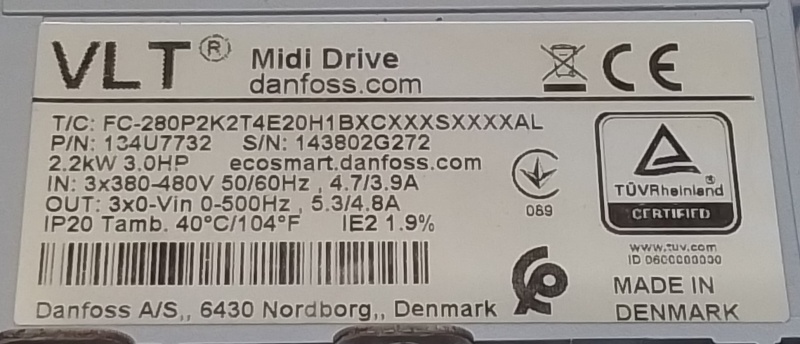 VLT® Midi Drive
danfoss.com
T/C: FC-280P2K2T4E20H1BXCXXXSXXXXAL
P/N: 134U7732 S/N: 143802G272
2.2kW 3.0HP ecosmart.danfoss.com
IN: 3x380-480V 50/60Hz , 4.7/3.9A
OUT: 3x0-Vin 0-500Hz , 5.3/4.8A
IP20 Tamb. 40°C/104°F IE2 1.9%
Danfoss A/S,, 6430 Nordborg,, Denmark
CE
089
TÜVRheinland®
CERTIFIED
www.tuv.com
ID 0600000000
MADE IN
DENMARK